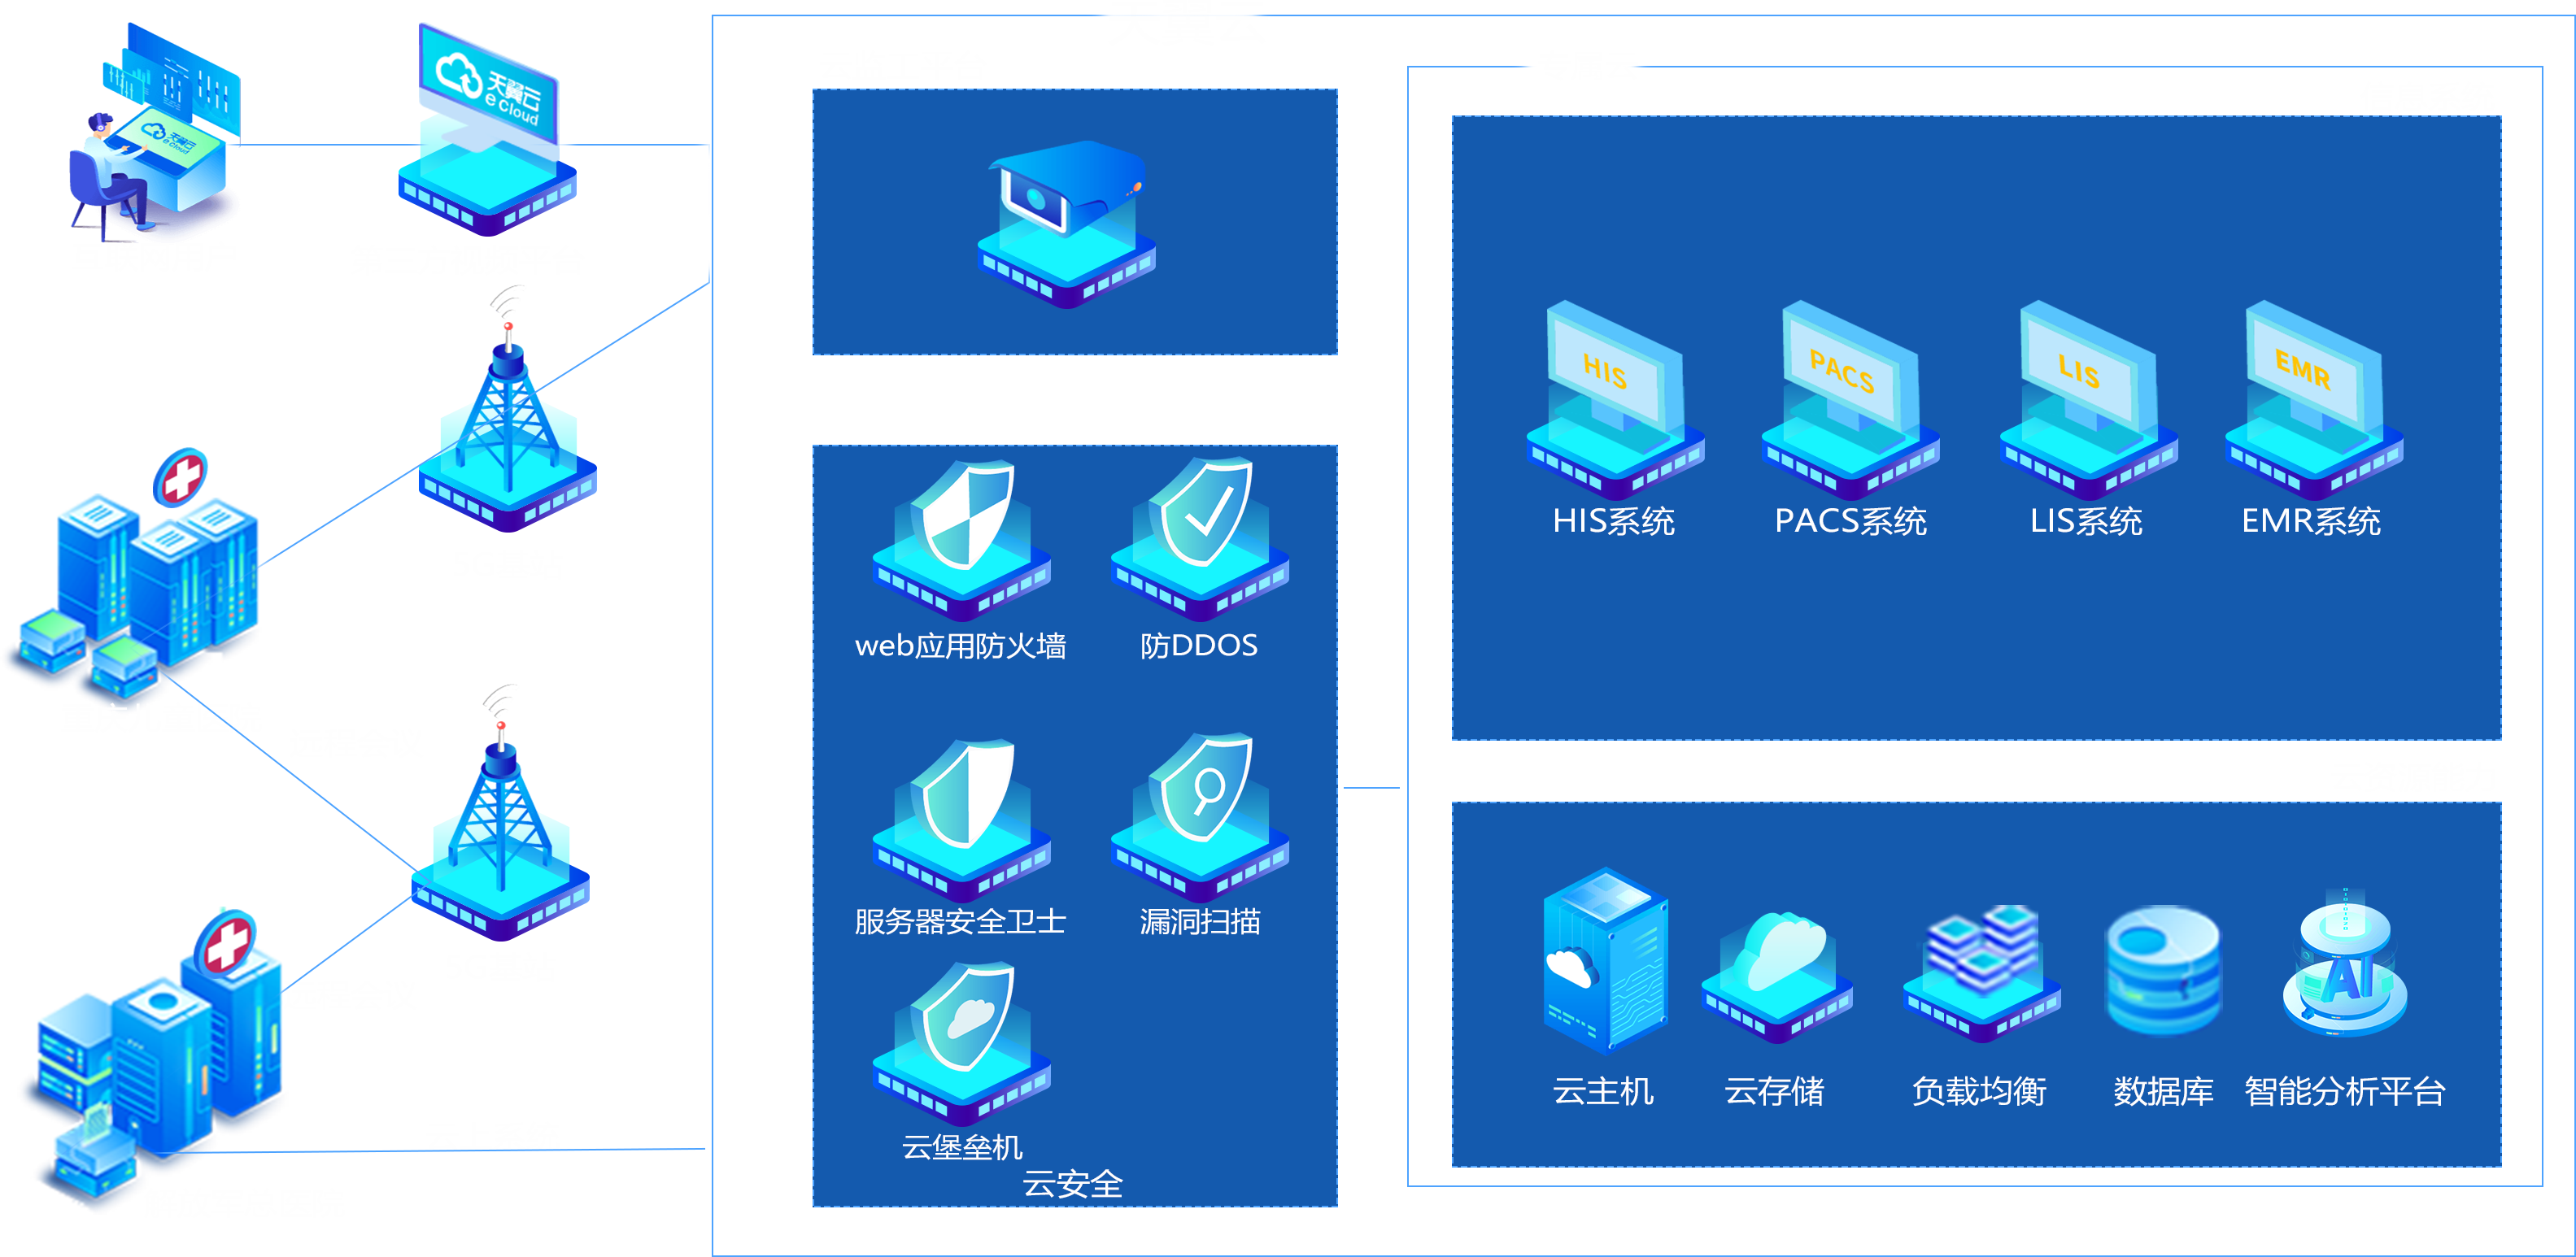 天翼云
e Cloud
天翼云
e Cloud
HIS
PACS
LIS
EMR
HIS系统
PACS系统
LIS系统
EMR系统
web应用防火墙
防DDOS
服务器安全卫士
漏洞扫描
云堡垒机
云安全
AI
云主机
云存储
负载均衡
数据库
智能分析平台